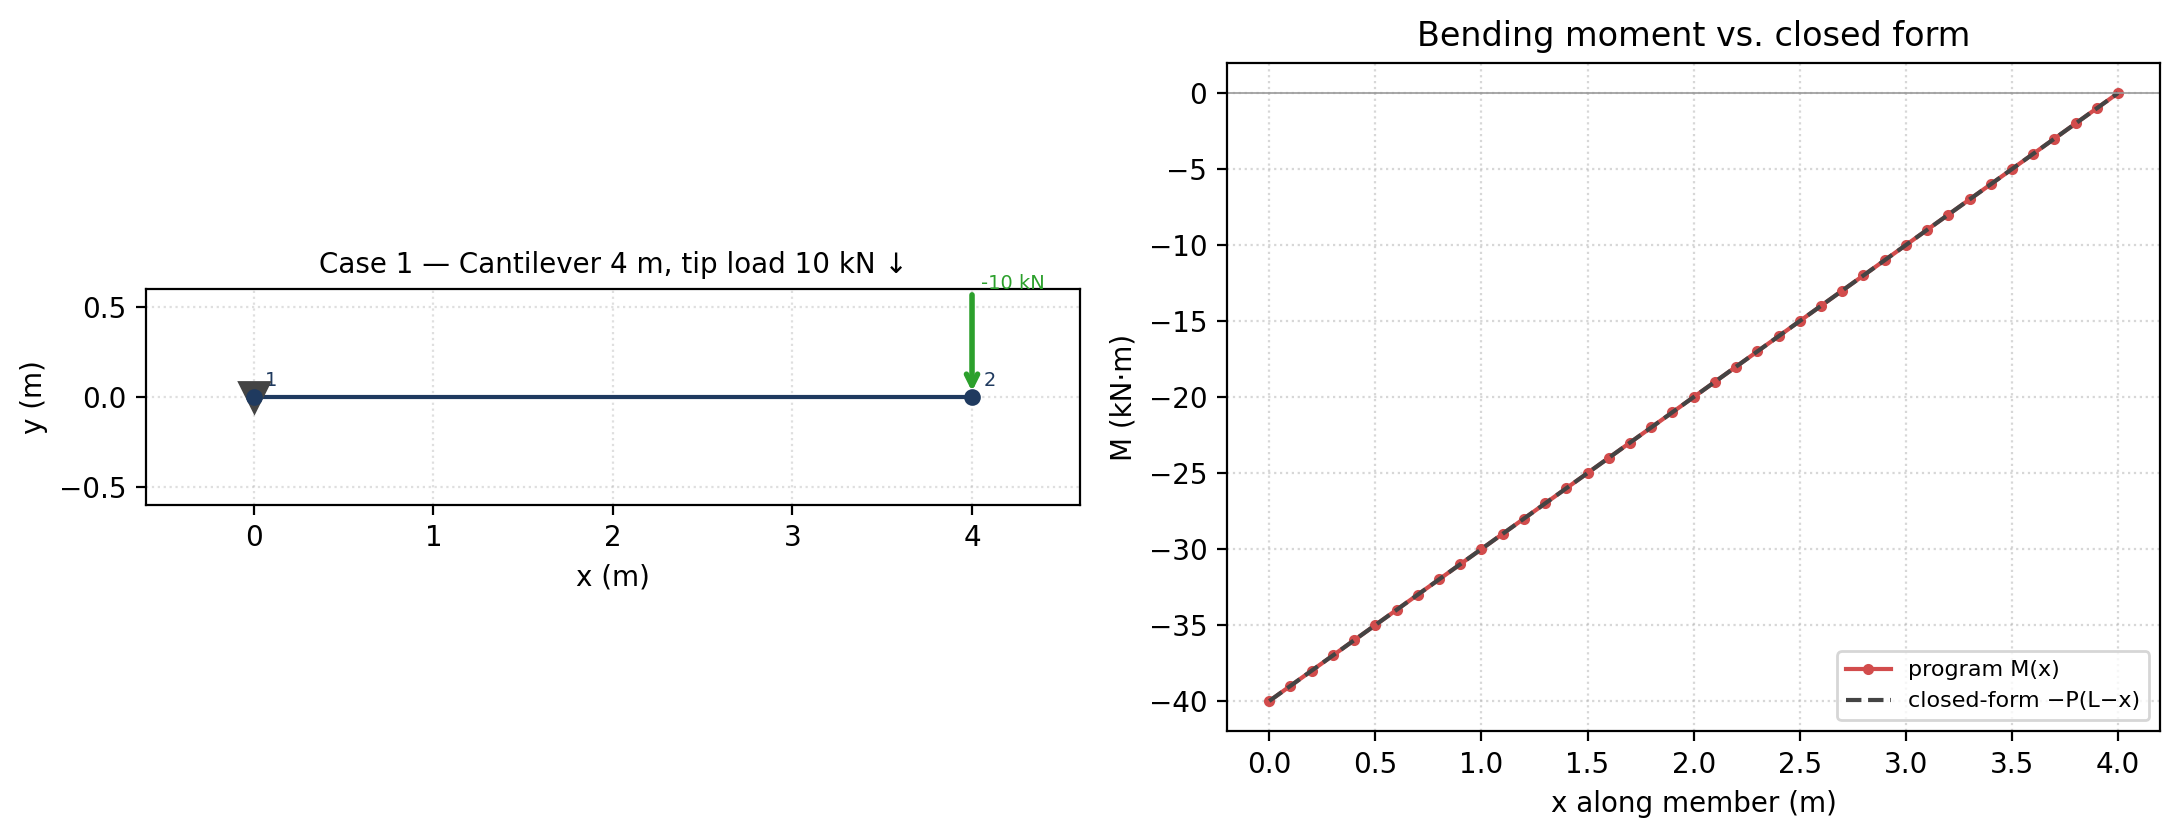 Case 1 — Cantilever 4 m, tip load 10 kN ↓
-10 kN
0.5
0.0
−0.5
y (m)
1
2
0 1 2 3 4
x (m)
Bending moment vs. closed form
0
−5
−10
−15
−20
−25
−30
−35
−40
M (kN·m)
program M(x)
closed-form −P(L−x)
0.0 0.5 1.0 1.5 2.0 2.5 3.0 3.5 4.0
x along member (m)